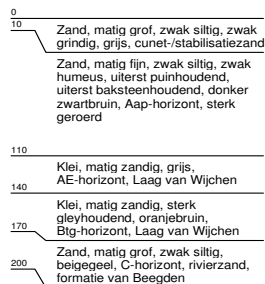 0
10
Zand, matig grof, zwak siltig, zwak
grindig, grijs, cunet-/stabilisatiezand
Zand, matig fijn, zwak siltig, zwak
humeus, uiterst puinhoudend,
uiterst baksteenhoudend, donker
zwartbruin, Aap-horizont, sterk
geroerd
110
Klei, matig zandig, grijs,
AE-horizont, Laag van Wijchen
140
Klei, matig zandig, sterk
gleyhoudend, oranjebruin,
Btg-horizont, Laag van Wijchen
170
Zand, matig grof, zwak siltig,
beigegeel, C-horizont, rivierzand,
formatie van Beegden
200